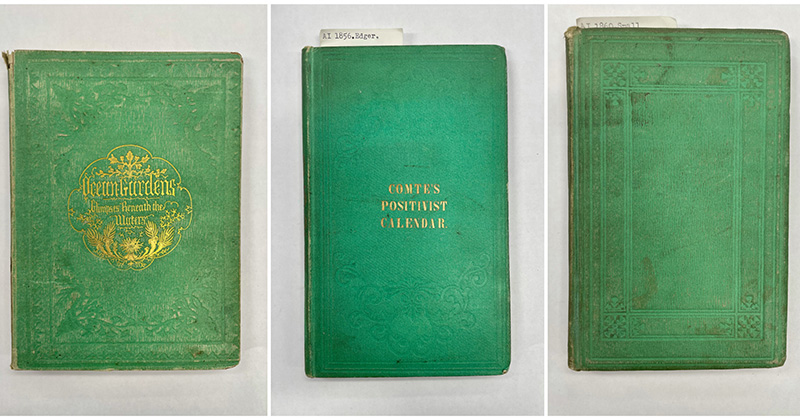 Ocean Gardens
Glimpses Beneath the
Waters
AI 1856.Edger.
COMTE'S
POSITIVIST
CALENDAR.
AI 1860.Small